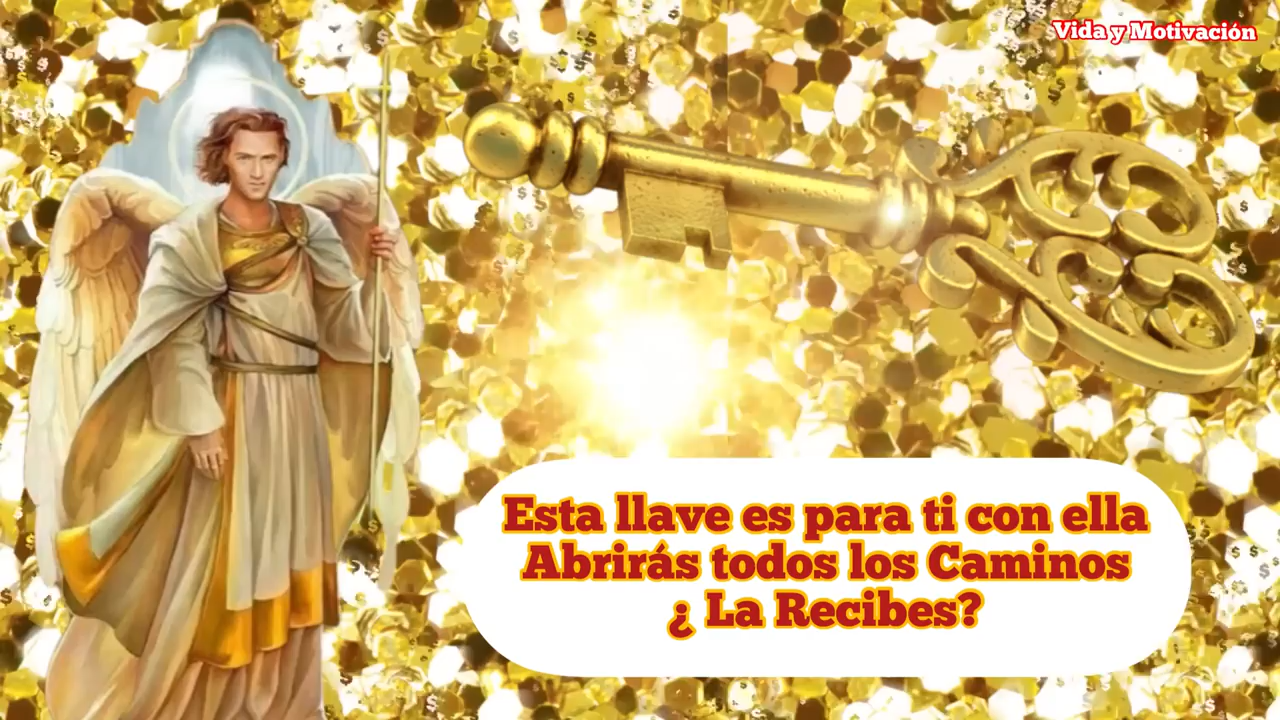 Vida y Motivación
Esta llave es para ti con ella
Abrirás todos los Caminos
¿ La Recibes?